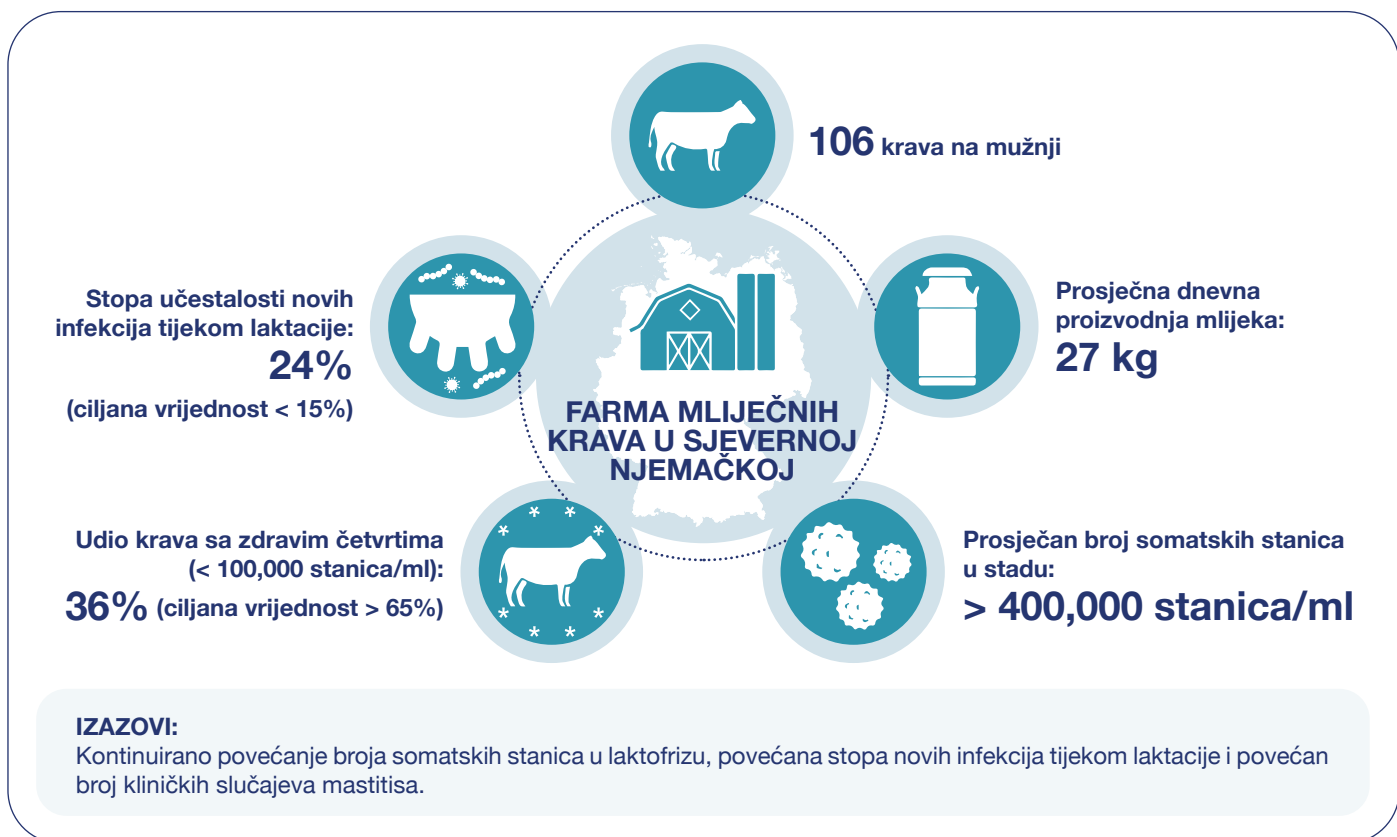 106 krava na mužnji
Stopa učestalosti novih
infekcija tijekom laktacije:
24%
(ciljana vrijednost < 15%)
Prosječna dnevna
proizvodnja mlijeka:
27 kg
FARMA MLIJEČNIH
KRAVA U SJEVERNOJ
NJEMAČKOJ
Udio krava sa zdravim četvrtima
(< 100,000 stanica/ml):
36% (ciljana vrijednost > 65%)
Prosječan broj somatskih stanica
u stadu:
> 400,000 stanica/ml
IZAZOVI:
Kontinuirano povećanje broja somatskih stanica u laktofrizu, povećana stopa novih infekcija tijekom laktacije i povećan
broj kliničkih slučajeva mastitisa.